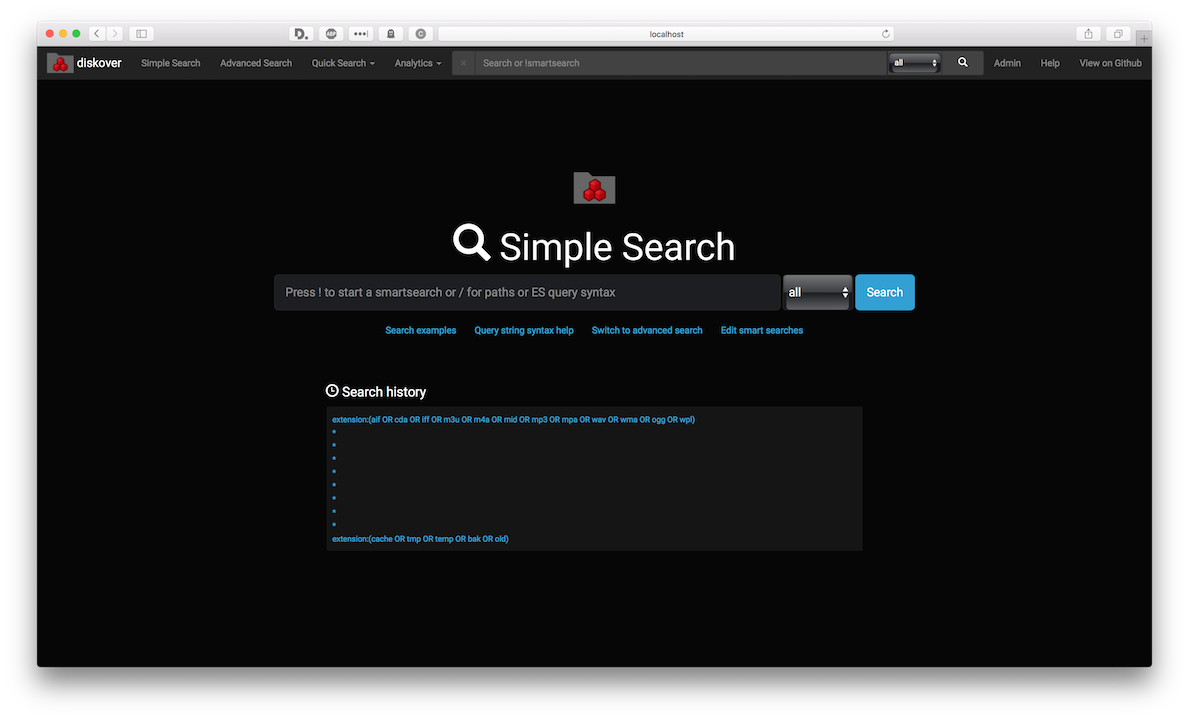 D. ABP C localhost
diskover Simple Search Advanced Search Quick Search Analytics × Search or !smartsearch all Admin Help View on Github
Simple Search
Press ! to start a smartsearch or / for paths or ES query syntax all Search
Search examples Query string syntax help Switch to advanced search Edit smart searches
Search history
extension:(aif OR cda OR iff OR m3u OR m4a OR mid OR mp3 OR mpa OR wav OR wma OR ogg OR wpl)
*
*
*
*
*
*
*
*
extension:(cache OR tmp OR temp OR bak OR old)